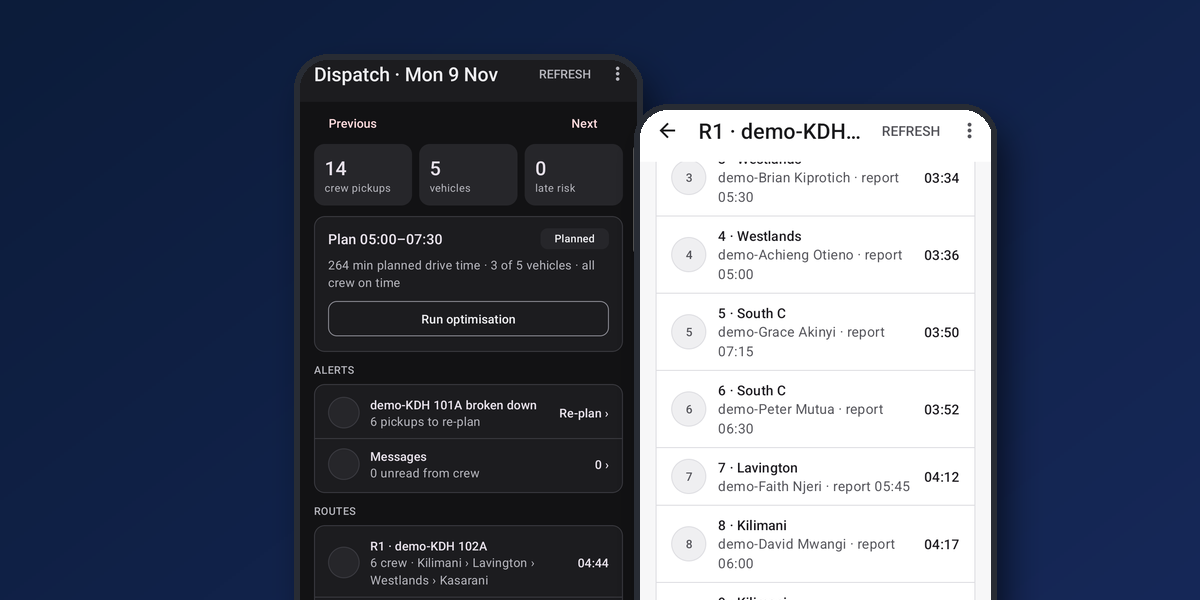 Dispatch · Mon 9 Nov
REFRESH
Previous
Next
14
crew pickups
5
vehicles
0
late risk
Plan 05:00–07:30
Planned
264 min planned drive time · 3 of 5 vehicles · all
crew on time
Run optimisation
ALERTS
demo-KDH 101A broken down
6 pickups to re-plan
Re-plan ›
Messages
0 unread from crew
0 ›
ROUTES
R1 · demo-KDH 102A
6 crew · Kilimani › Lavington ›
Westlands › Kasarani
04:44
R1 · demo-KDH…
REFRESH
3
demo-Brian Kiprotich · report
05:30
03:34
4
4 · Westlands
demo-Achieng Otieno · report
05:00
03:36
5
5 · South C
demo-Grace Akinyi · report
07:15
03:50
6
6 · South C
demo-Peter Mutua · report
06:30
03:52
7
7 · Lavington
demo-Faith Njeri · report 05:45
04:12
8
8 · Kilimani
demo-David Mwangi · report
06:00
04:17